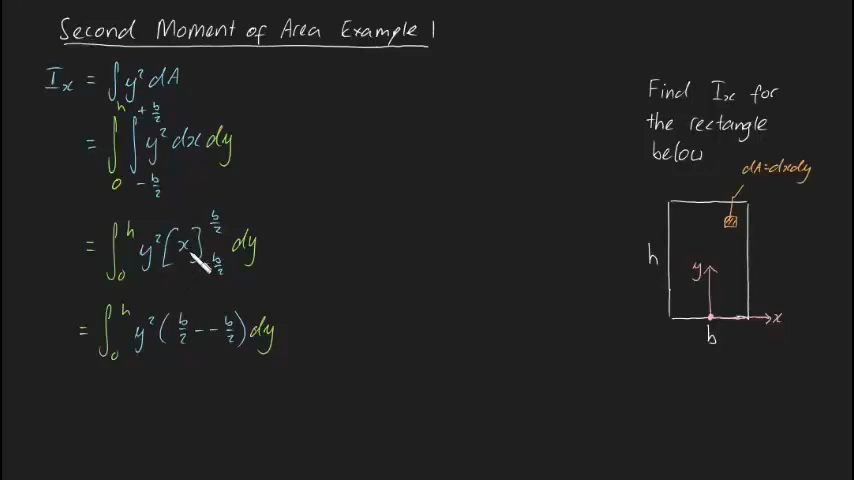 Second Moment of Area Example 1
Iₓ = ∫ y² dA
= ∫₀ʰ ∫₋b/2⁺b/2 y² dx dy
= ∫₀ʰ y² [x]₋b/2 b/2 dy
= ∫₀ʰ y² (b/2 - - b/2) dy
Find Iₓ for
the rectangle
below
dA=dxdy
h
y
x
b